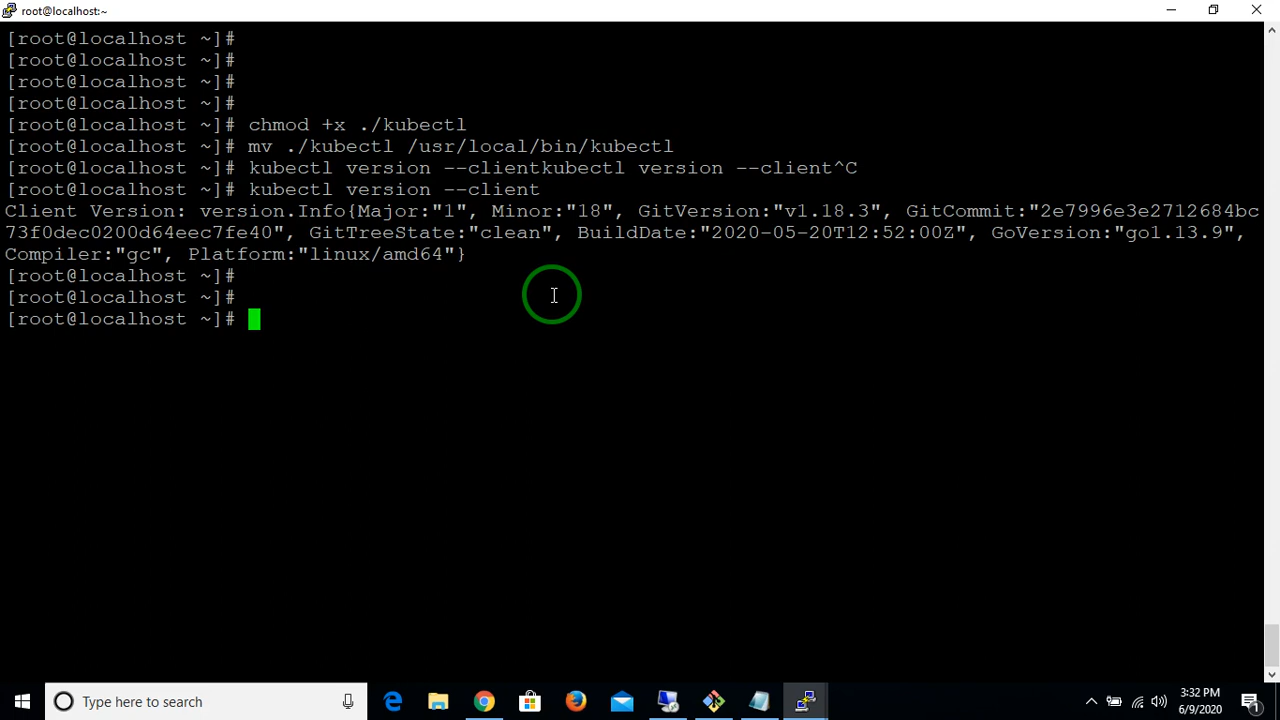 root@localhost:~
[root@localhost ~]#
[root@localhost ~]#
[root@localhost ~]#
[root@localhost ~]#
[root@localhost ~]# chmod +x ./kubectl
[root@localhost ~]# mv ./kubectl /usr/local/bin/kubectl
[root@localhost ~]# kubectl version --clientkubectl version --client^C
[root@localhost ~]# kubectl version --client
Client Version: version.Info{Major:"1", Minor:"18", GitVersion:"v1.18.3", GitCommit:"2e7996e3e2712684bc
73f0dec0200d64eec7fe40", GitTreeState:"clean", BuildDate:"2020-05-20T12:52:00Z", GoVersion:"go1.13.9",
Compiler:"gc", Platform:"linux/amd64"}
[root@localhost ~]#
[root@localhost ~]#
[root@localhost ~]#
Type here to search
3:32 PM
6/9/2020
1